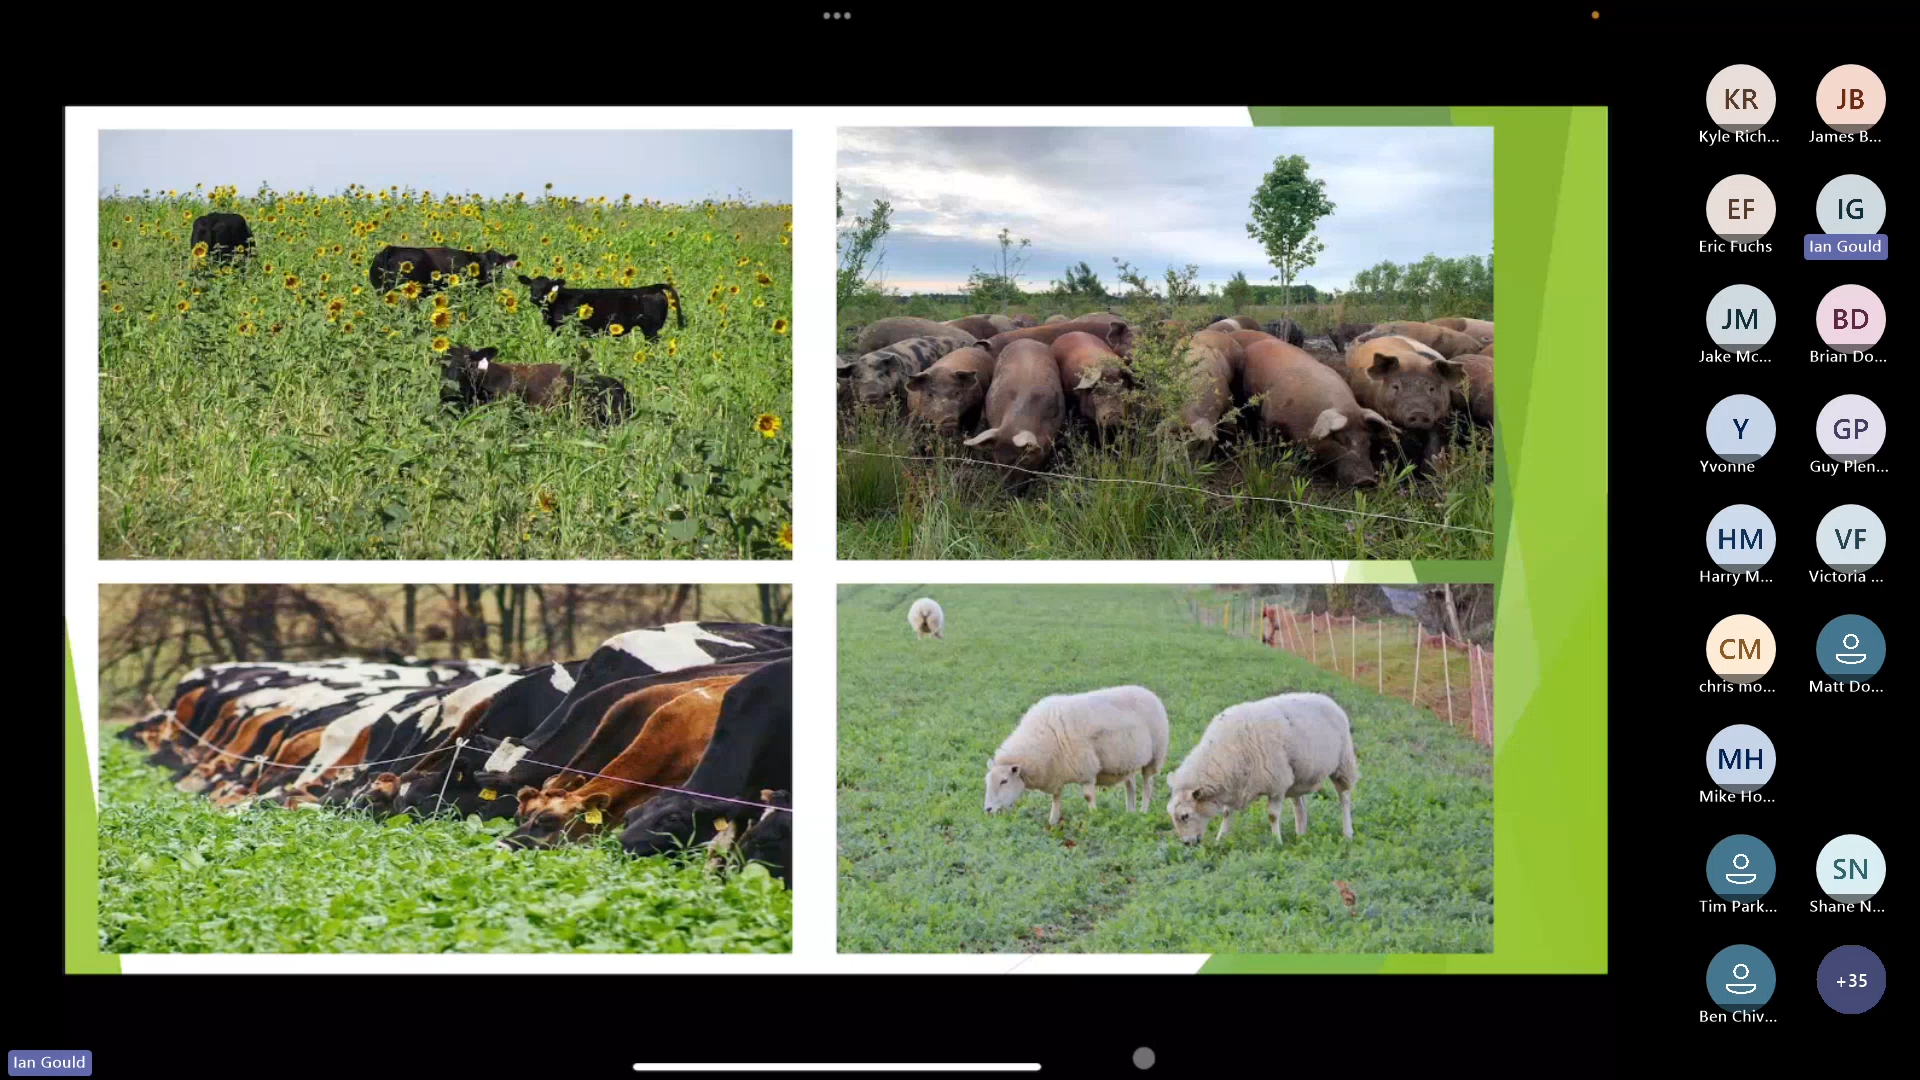 KR
JB
Kyle Rich...
James B...
EF
IG
Eric Fuchs
Ian Gould
JM
BD
Jake Mc...
Brian Do...
Y
GP
Yvonne
Guy Plen...
HM
VF
Harry M...
Victoria ...
CM
chris mo...
Matt Do...
MH
Mike Ho...
SN
Tim Park...
Shane N...
+35
Ben Chiv...
Ian Gould